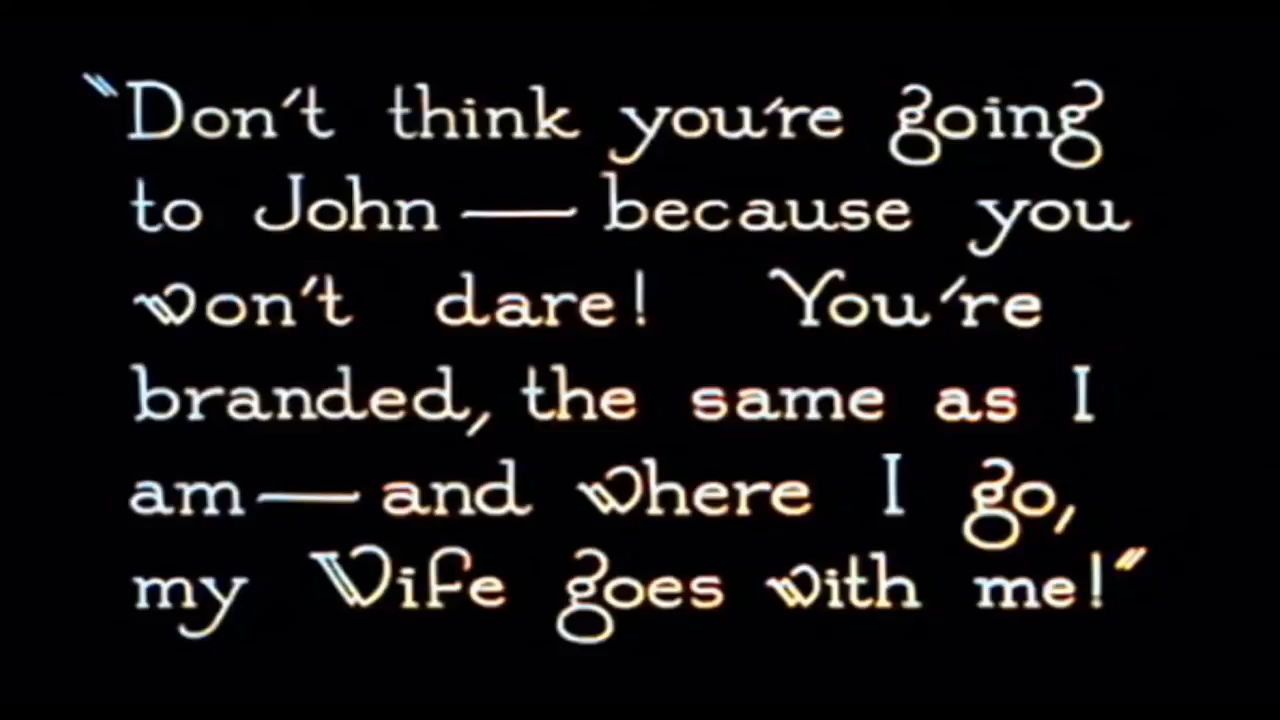 "Don't think you're going
to John — because you
won't dare! You're
branded, the same as I
am — and where I go,
my Wife goes with me!"